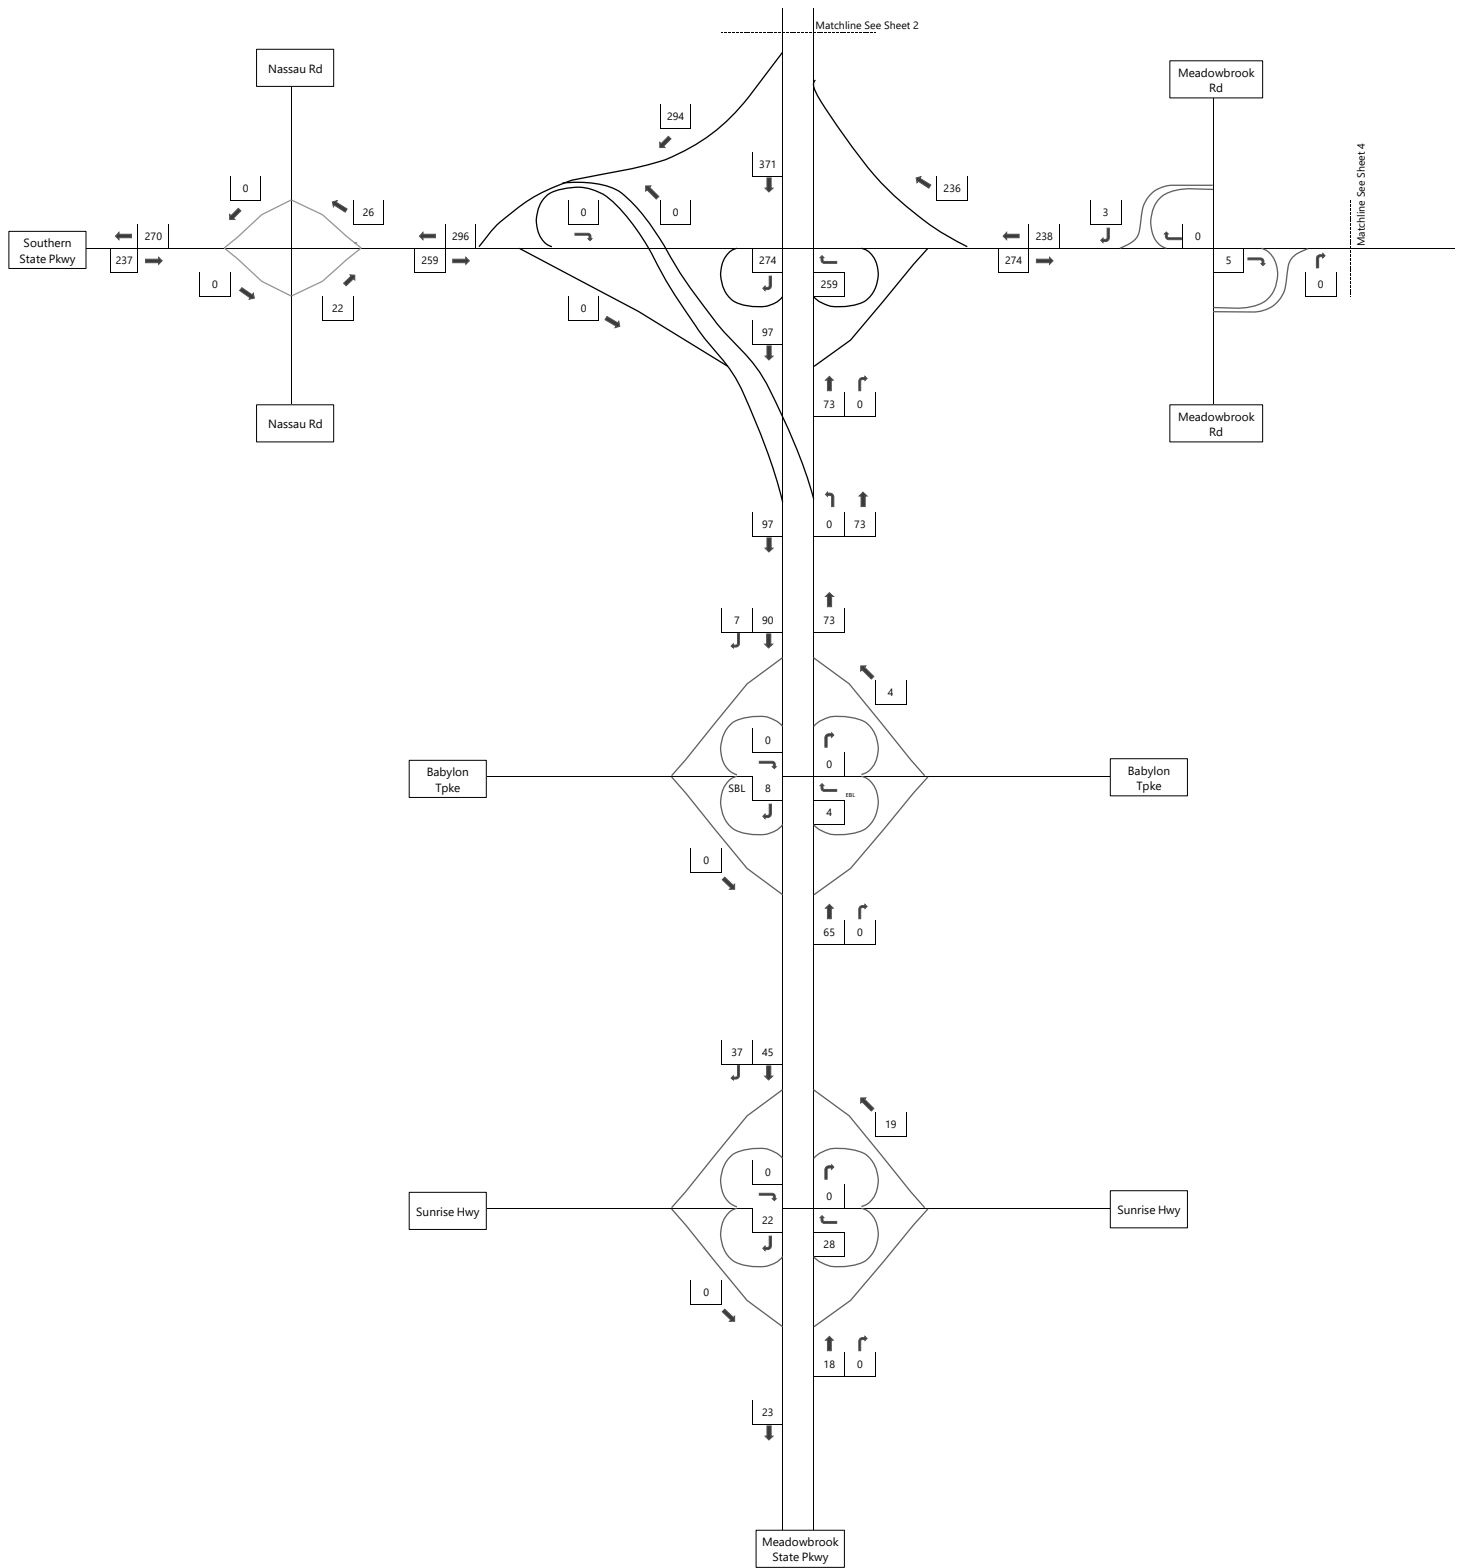 Matchline See Sheet 2
Nassau Rd
Meadowbrook
Rd
294
371
Matchline See Sheet 4
0
26
0
0
236
3
Southern
State Pkwy
270
237
296
259
274
259
238
274
0
5
0
0
22
0
97
73
0
Nassau Rd
Meadowbrook
Rd
97
0
73
7
90
73
4
0
0
Babylon
Tpke
Babylon
Tpke
SBL
8
EBL
4
0
65
0
37
45
19
0
0
Sunrise Hwy
Sunrise Hwy
22
28
0
18
0
23
Meadowbrook
State Pkwy